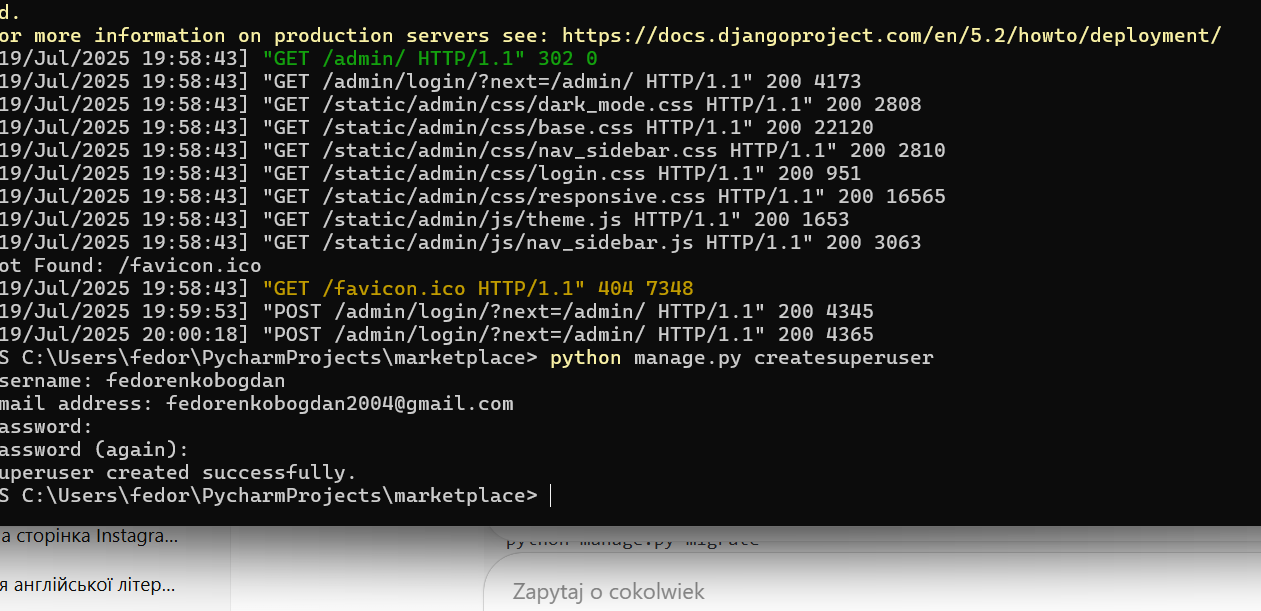 d.
or more information on production servers see: https://docs.djangoproject.com/en/5.2/howto/deployment/
19/Jul/2025 19:58:43] "GET /admin/ HTTP/1.1" 302 0
19/Jul/2025 19:58:43] "GET /admin/login/?next=/admin/ HTTP/1.1" 200 4173
19/Jul/2025 19:58:43] "GET /static/admin/css/dark_mode.css HTTP/1.1" 200 2808
19/Jul/2025 19:58:43] "GET /static/admin/css/base.css HTTP/1.1" 200 22120
19/Jul/2025 19:58:43] "GET /static/admin/css/nav_sidebar.css HTTP/1.1" 200 2810
19/Jul/2025 19:58:43] "GET /static/admin/css/login.css HTTP/1.1" 200 951
19/Jul/2025 19:58:43] "GET /static/admin/css/responsive.css HTTP/1.1" 200 16565
19/Jul/2025 19:58:43] "GET /static/admin/js/theme.js HTTP/1.1" 200 1653
19/Jul/2025 19:58:43] "GET /static/admin/js/nav_sidebar.js HTTP/1.1" 200 3063
ot Found: /favicon.ico
19/Jul/2025 19:58:43] "GET /favicon.ico HTTP/1.1" 404 7348
19/Jul/2025 19:59:53] "POST /admin/login/?next=/admin/ HTTP/1.1" 200 4345
19/Jul/2025 20:00:18] "POST /admin/login/?next=/admin/ HTTP/1.1" 200 4365
S C:\Users\fedor\PycharmProjects\marketplace> python manage.py createsuperuser
sername: fedorenkobogdan
mail address: fedorenkobogdan2004@gmail.com
assword:
assword (again):
uperuser created successfully.
S C:\Users\fedor\PycharmProjects\marketplace>
а сторінка Instagra...
python manage.py migrate
я англійської літер...
Zapytaj o cokolwiek